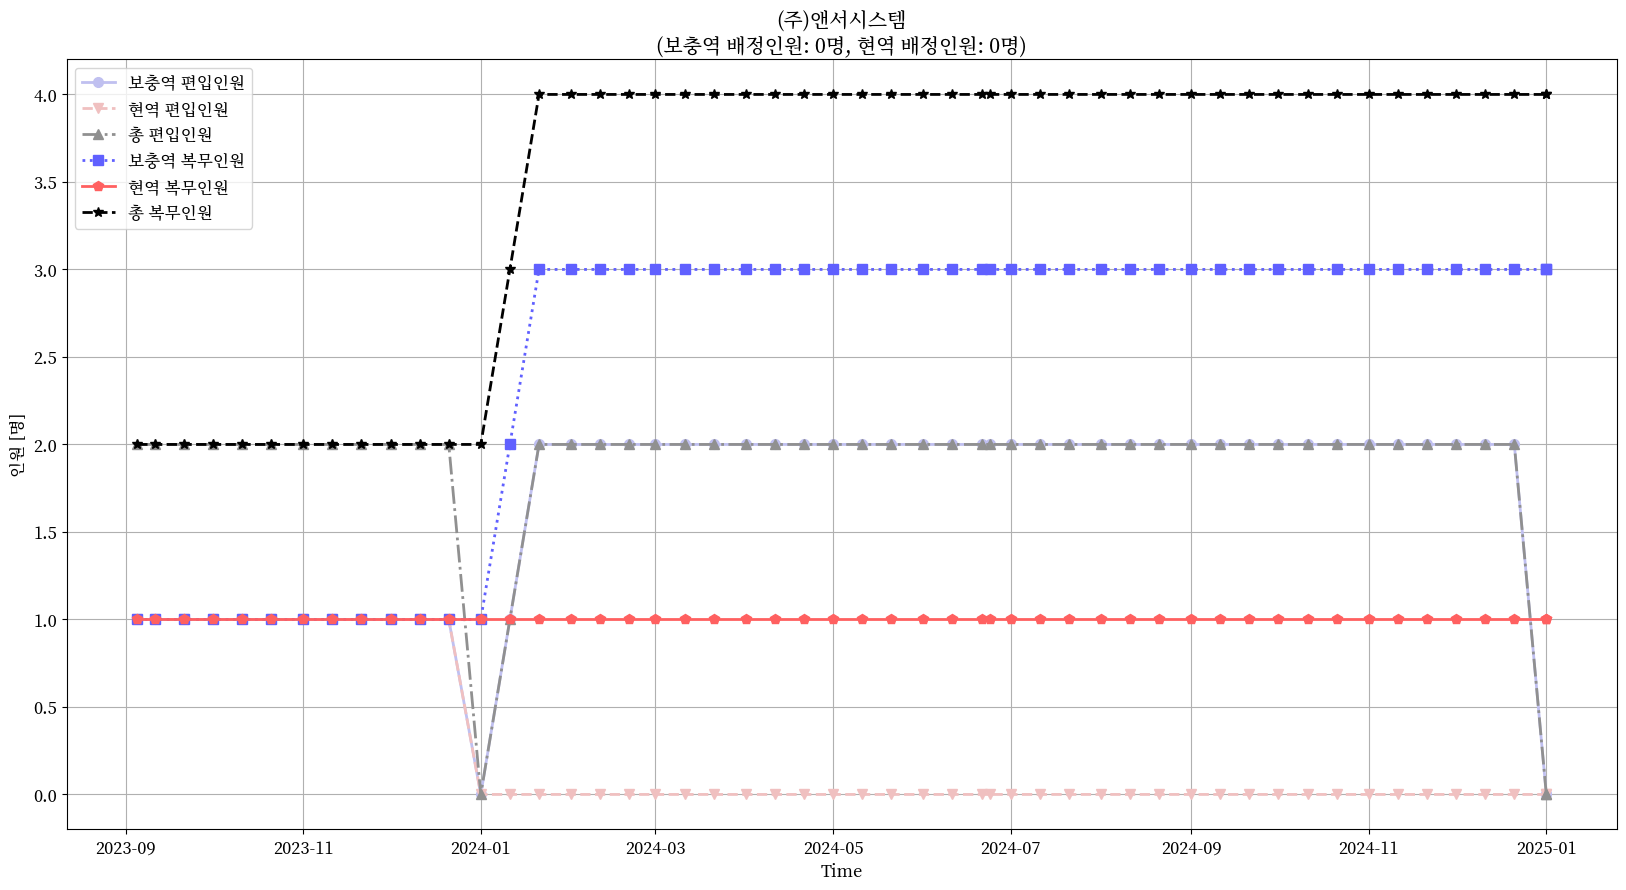 (주)앤서시스템
(보충역 배정인원: 0명, 현역 배정인원: 0명)
보충역 편입인원
현역 편입인원
총 편입인원
보충역 복무인원
현역 복무인원
총 복무인원
인원 [명]
4.0
3.5
3.0
2.5
2.0
1.5
1.0
0.5
0.0
2023-09
2023-11
2024-01
2024-03
2024-05
2024-07
2024-09
2024-11
2025-01
Time